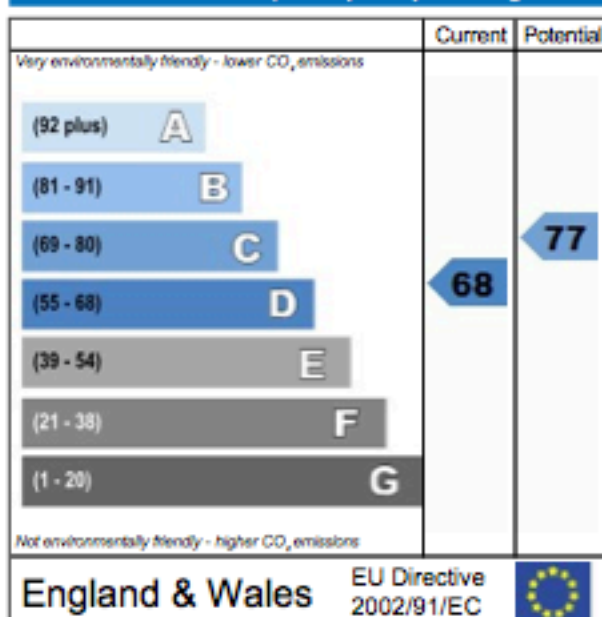 Current Potential
Very environmentally friendly - lower CO₂ emissions
(92 plus) A
(81 - 91) B
(69 - 80) C
77
(55 - 68) D
68
(39 - 54) E
(21 - 38) F
(1 - 20) G
Not environmentally friendly - higher CO₂ emissions
England & Wales
EU Directive
2002/91/EC